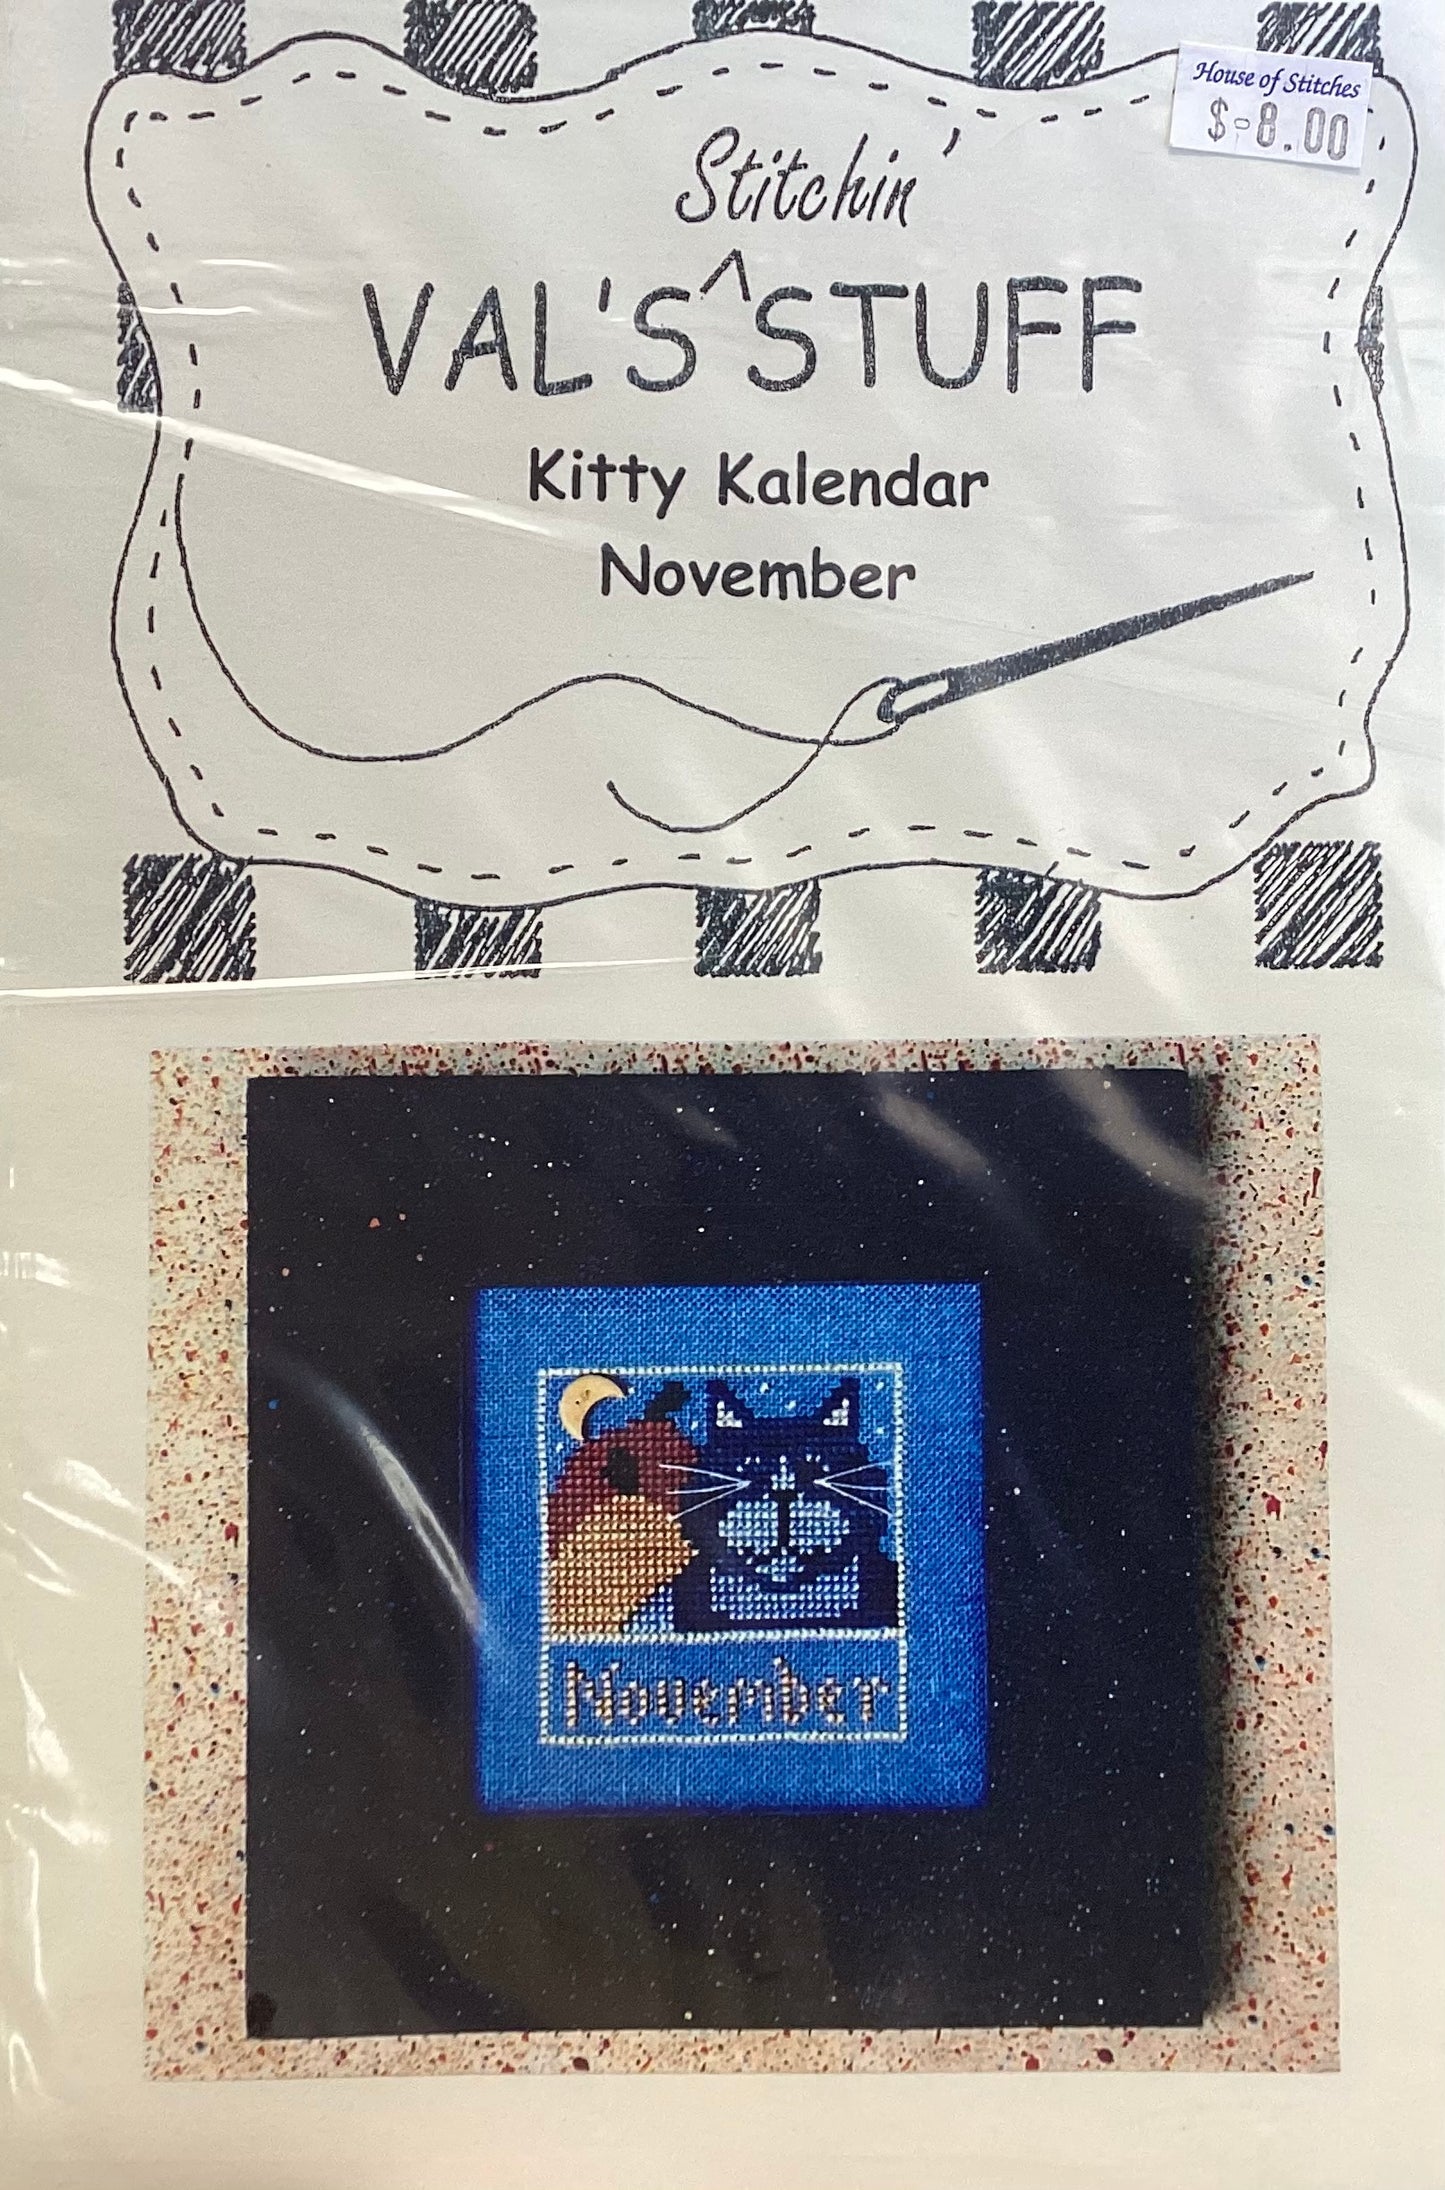 House of Stitches
$-8.00
Stitchin'
VAL'S ^ STUFF
Kitty Kalendar
November
November